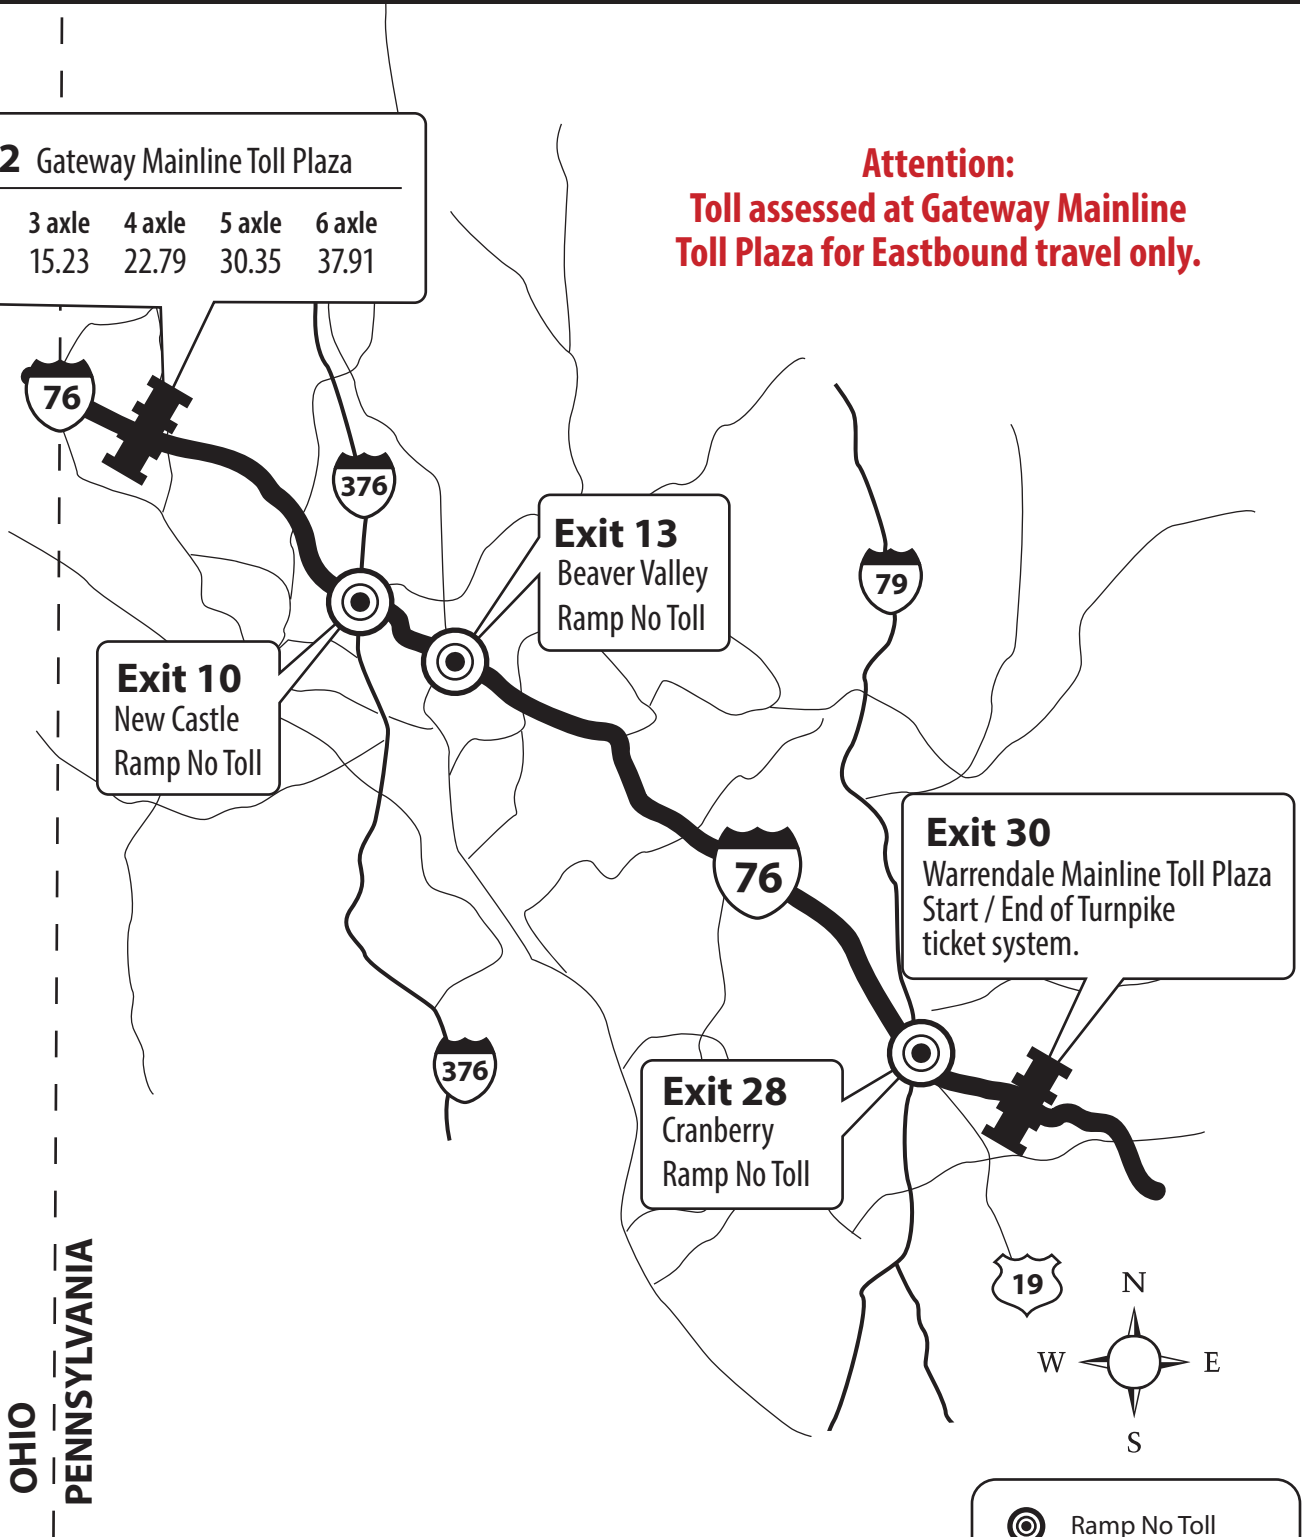 2 Gateway Mainline Toll Plaza
3 axle 4 axle 5 axle 6 axle
15.23 22.79 30.35 37.91
Attention:
Toll assessed at Gateway Mainline
Toll Plaza for Eastbound travel only.
76
376
Exit 13
Beaver Valley
Ramp No Toll
79
Exit 10
New Castle
Ramp No Toll
76
Exit 30
Warrendale Mainline Toll Plaza
Start / End of Turnpike
ticket system.
376
Exit 28
Cranberry
Ramp No Toll
19
N
W E
S
OHIO
PENNSYLVANIA
Ramp No Toll